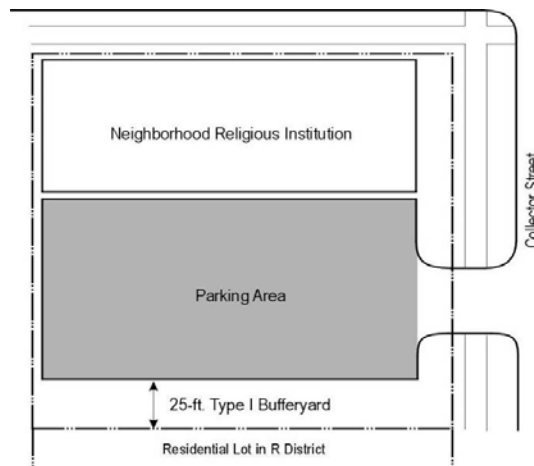 Neighborhood Religious Institution
Collector Street
Parking Area
25-ft. Type I Bufferyard
Residential Lot in R District